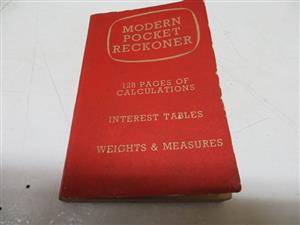 MODERN
POCKET
RECKONER
128 PAGES OF
CALCULATIONS
INTEREST TABLES
WEIGHTS & MEASURES